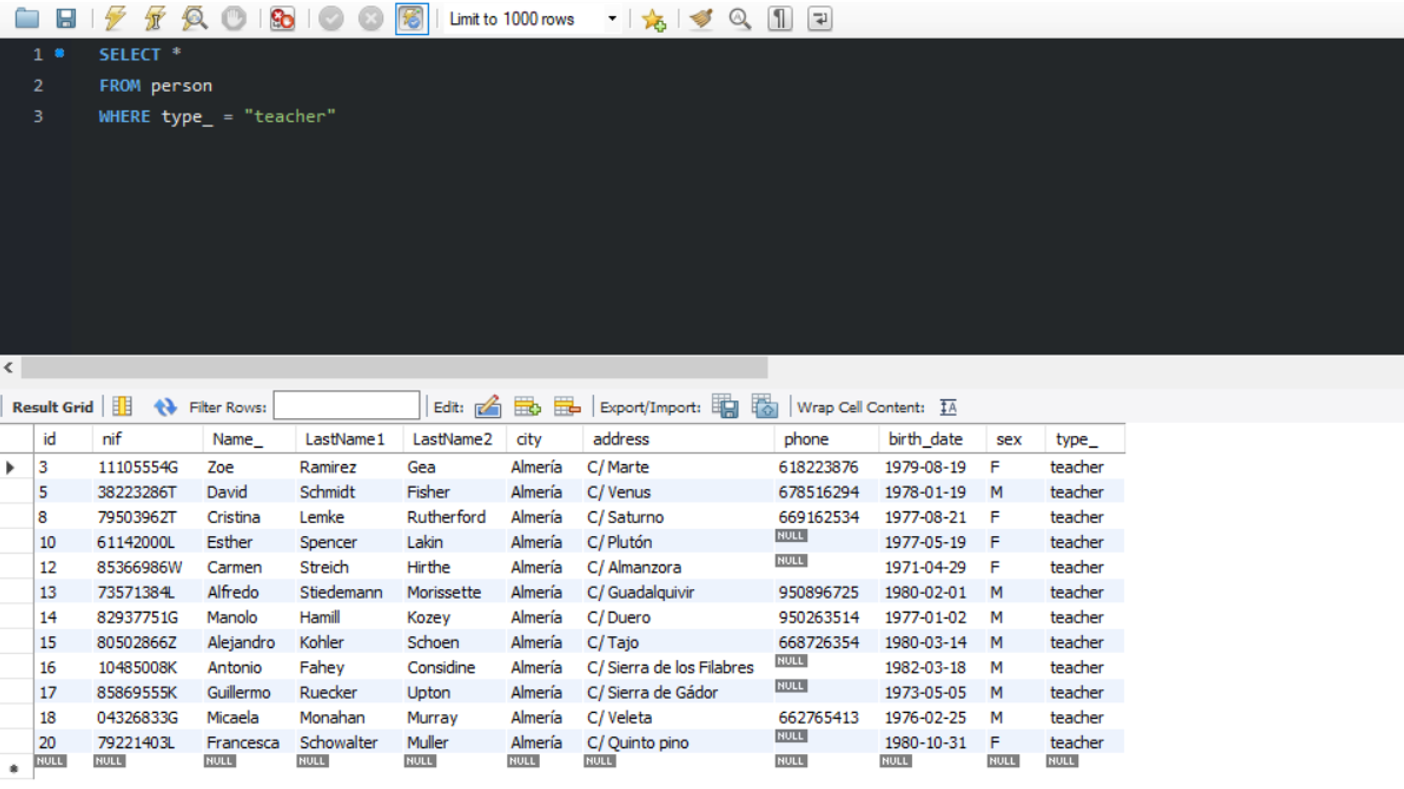 Limit to 1000 rows
1 SELECT *
2 FROM person
3 WHERE type_ = "teacher"
Result Grid Filter Rows: Edit: Export/Import: Wrap Cell Content: IA
id nif Name_ LastName1 LastName2 city address phone birth_date sex type_
3 11105554G Zoe Ramirez Gea Almería C/ Marte 618223876 1979-08-19 F teacher
5 38223286T David Schmidt Fisher Almería C/ Venus 678516294 1978-01-19 M teacher
8 79503962T Cristina Lemke Rutherford Almería C/ Saturno 669162534 1977-08-21 F teacher
10 61142000L Esther Spencer Lakin Almería C/ Plutón NULL 1977-05-19 F teacher
12 85366986W Carmen Streich Hirthe Almería C/ Almanzora NULL 1971-04-29 F teacher
13 73571384L Alfredo Stiedemann Morissette Almería C/ Guadalquivir 950896725 1980-02-01 M teacher
14 82937751G Manolo Hamill Kozey Almería C/ Duero 950263514 1977-01-02 M teacher
15 80502866Z Alejandro Kohler Schoen Almería C/ Tajo 668726354 1980-03-14 M teacher
16 10485008K Antonio Fahey Considine Almería C/ Sierra de los Filabres NULL 1982-03-18 M teacher
17 85869555K Guillermo Ruecker Upton Almería C/ Sierra de Gádor NULL 1973-05-05 M teacher
18 04326833G Micaela Monahan Murray Almería C/ Veleta 662765413 1976-02-25 M teacher
20 79221403L Francesca Schowalter Muller Almería C/ Quinto pino NULL 1980-10-31 F teacher
NULL NULL NULL NULL NULL NULL NULL NULL NULL NULL NULL